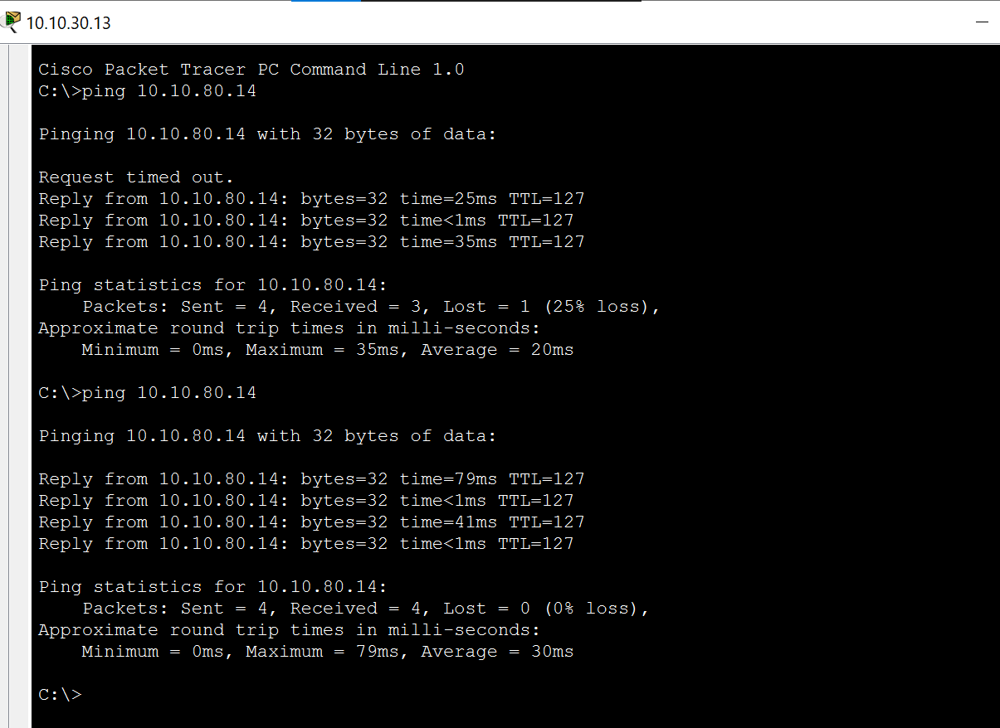 10.10.30.13
Cisco Packet Tracer PC Command Line 1.0
C:\>ping 10.10.80.14
Pinging 10.10.80.14 with 32 bytes of data:
Request timed out.
Reply from 10.10.80.14: bytes=32 time=25ms TTL=127
Reply from 10.10.80.14: bytes=32 time<1ms TTL=127
Reply from 10.10.80.14: bytes=32 time=35ms TTL=127
Ping statistics for 10.10.80.14:
    Packets: Sent = 4, Received = 3, Lost = 1 (25% loss),
Approximate round trip times in milli-seconds:
    Minimum = 0ms, Maximum = 35ms, Average = 20ms
C:\>ping 10.10.80.14
Pinging 10.10.80.14 with 32 bytes of data:
Reply from 10.10.80.14: bytes=32 time=79ms TTL=127
Reply from 10.10.80.14: bytes=32 time<1ms TTL=127
Reply from 10.10.80.14: bytes=32 time=41ms TTL=127
Reply from 10.10.80.14: bytes=32 time<1ms TTL=127
Ping statistics for 10.10.80.14:
    Packets: Sent = 4, Received = 4, Lost = 0 (0% loss),
Approximate round trip times in milli-seconds:
    Minimum = 0ms, Maximum = 79ms, Average = 30ms
C:\>